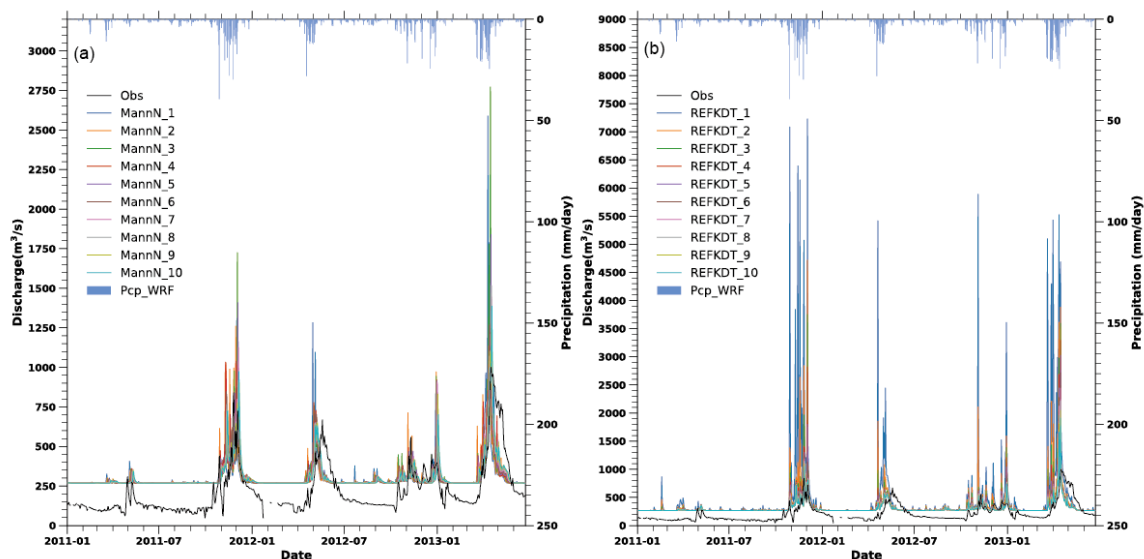 (a)
Discharge(m³/s)
3000
2750
2500
2250
2000
1750
1500
1250
1000
750
500
250
0
Obs
MannN_1
MannN_2
MannN_3
MannN_4
MannN_5
MannN_6
MannN_7
MannN_8
MannN_9
MannN_10
Pcp_WRF
0
50
100
150
200
250
Precipitation (mm/day)
2011-01
2011-07
2012-01
2012-07
2013-01
Date
(b)
Discharge(m³/s)
9000
8500
8000
7500
7000
6500
6000
5500
5000
4500
4000
3500
3000
2500
2000
1500
1000
500
0
Obs
REFKDT_1
REFKDT_2
REFKDT_3
REFKDT_4
REFKDT_5
REFKDT_6
REFKDT_7
REFKDT_8
REFKDT_9
REFKDT_10
Pcp_WRF
0
50
100
150
200
250
Precipitation (mm/day)
2011-01
2011-07
2012-01
2012-07
2013-01
Date